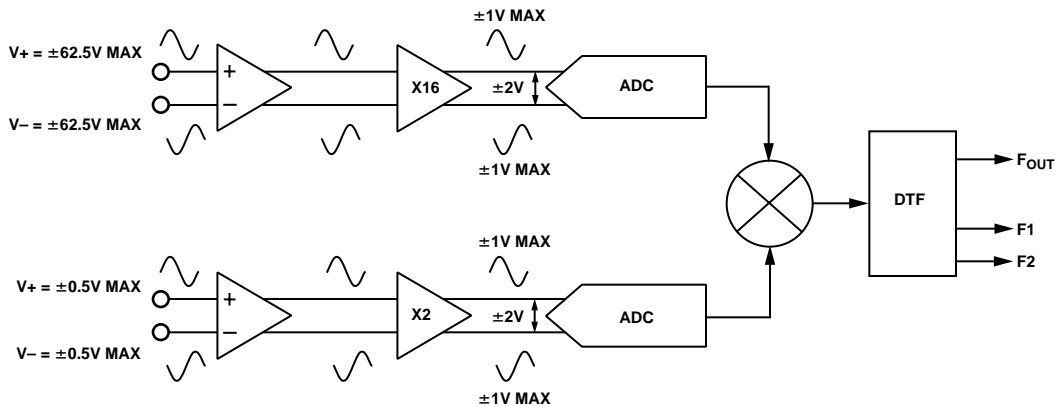 ±1V MAX
V+ = ±62.5V MAX
+
X16
±2V
ADC
−
V− = ±62.5V MAX
±1V MAX
DTF
FOUT
F1
F2
±1V MAX
V+ = ±0.5V MAX
+
X2
±2V
ADC
−
V− = ±0.5V MAX
±1V MAX